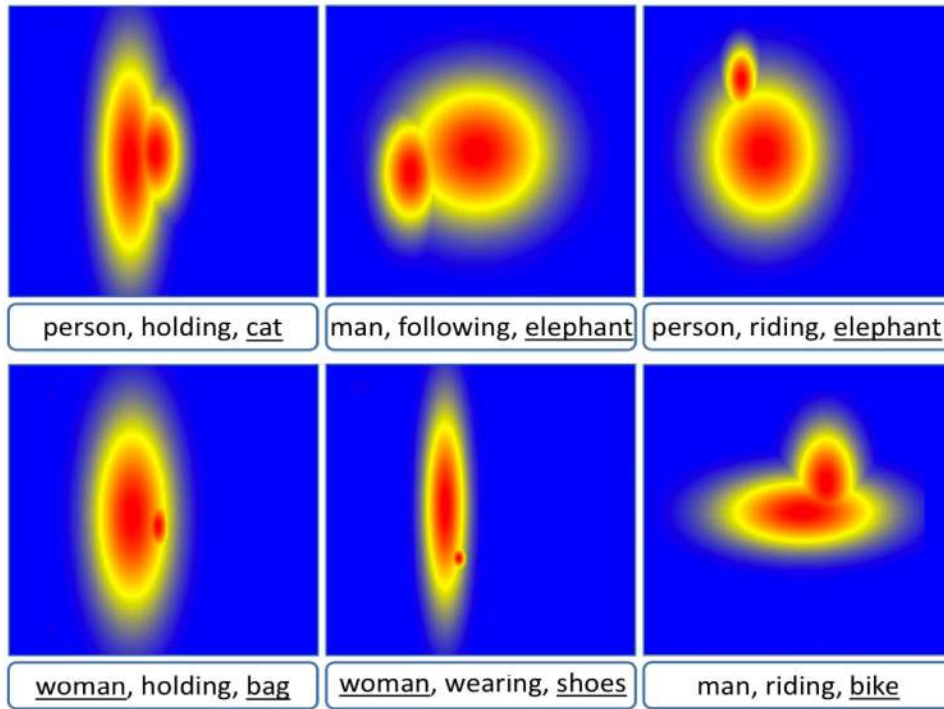 person, holding, cat
man, following, elephant
person, riding, elephant
woman, holding, bag
woman, wearing, shoes
man, riding, bike